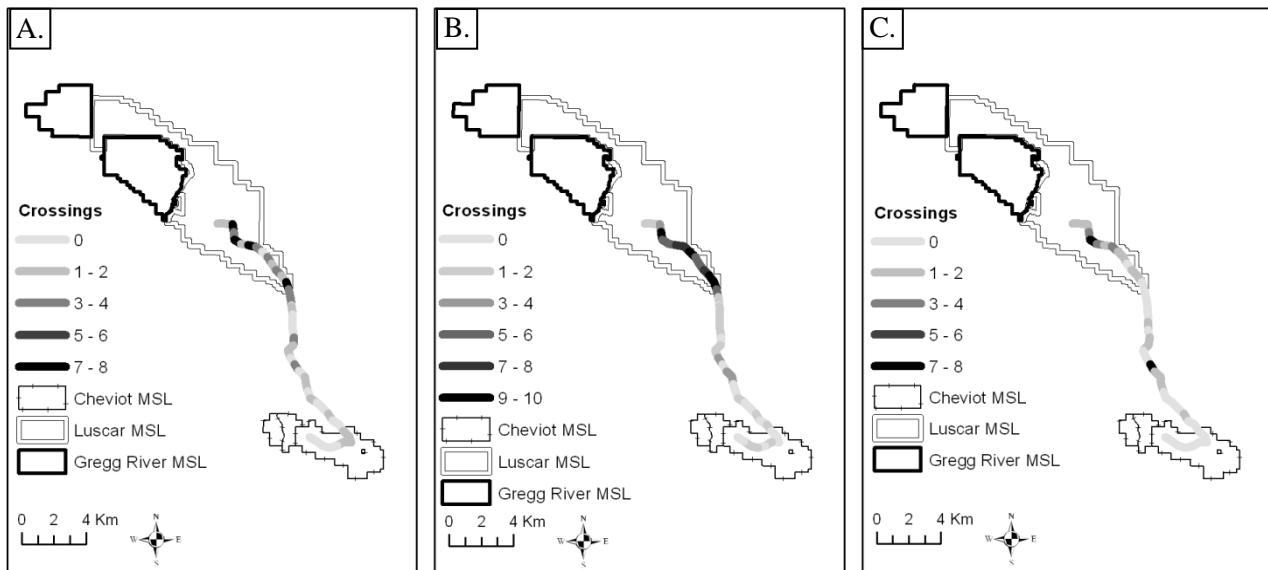 A.
Crossings
0
1 - 2
3 - 4
5 - 6
7 - 8
Cheviot MSL
Luscar MSL
Gregg River MSL
0 2 4 Km
N
W E
S
B.
Crossings
0
1 - 2
3 - 4
5 - 6
7 - 8
9 - 10
Cheviot MSL
Luscar MSL
Gregg River MSL
0 2 4 Km
N
W E
S
C.
Crossings
0
1 - 2
3 - 4
5 - 6
7 - 8
Cheviot MSL
Luscar MSL
Gregg River MSL
0 2 4 Km
N
W E
S